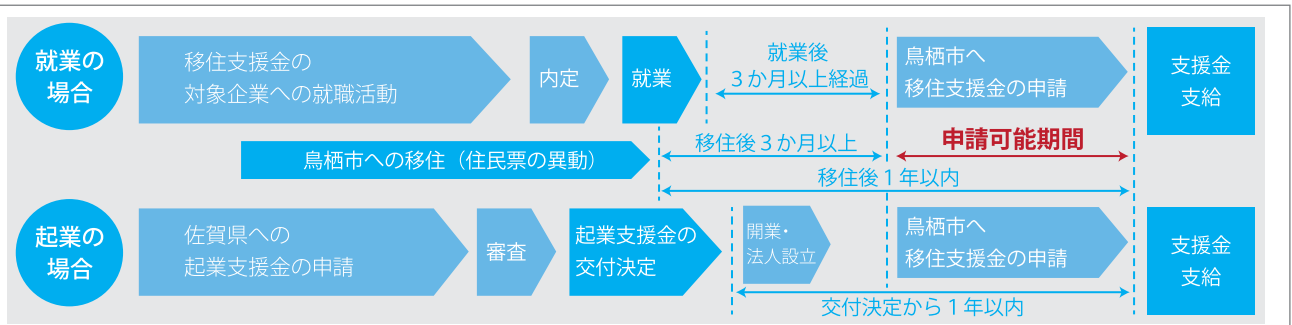 就業の
場合
移住支援金の
対象企業への就職活動
内定
就業
就業後
3か月以上経過
鳥栖市へ
移住支援金の申請
支援金
支給
鳥栖市への移住（住民票の異動）
移住後3か月以上
申請可能期間
移住後1年以内
起業の
場合
佐賀県への
起業支援金の申請
審査
起業支援金の
交付決定
開業・
法人設立
鳥栖市へ
移住支援金の申請
支援金
支給
交付決定から1年以内